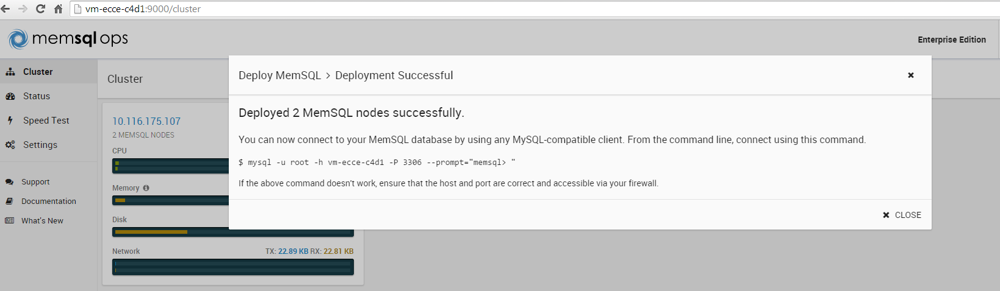 vm-ecce-c4d1:9000/cluster
memsql ops
Enterprise Edition
Cluster
Status
Speed Test
Settings
Support
Documentation
What's New
Cluster
10.116.175.107
2 MEMSQL NODES
CPU
Memory
Disk
Network TX: 22.89 KB RX: 22.81 KB
Deploy MemSQL > Deployment Successful
Deployed 2 MemSQL nodes successfully.
You can now connect to your MemSQL database by using any MySQL-compatible client. From the command line, connect using this command.
$ mysql -u root -h vm-ecce-c4d1 -P 3306 --prompt="memsql> "
If the above command doesn't work, ensure that the host and port are correct and accessible via your firewall.
CLOSE